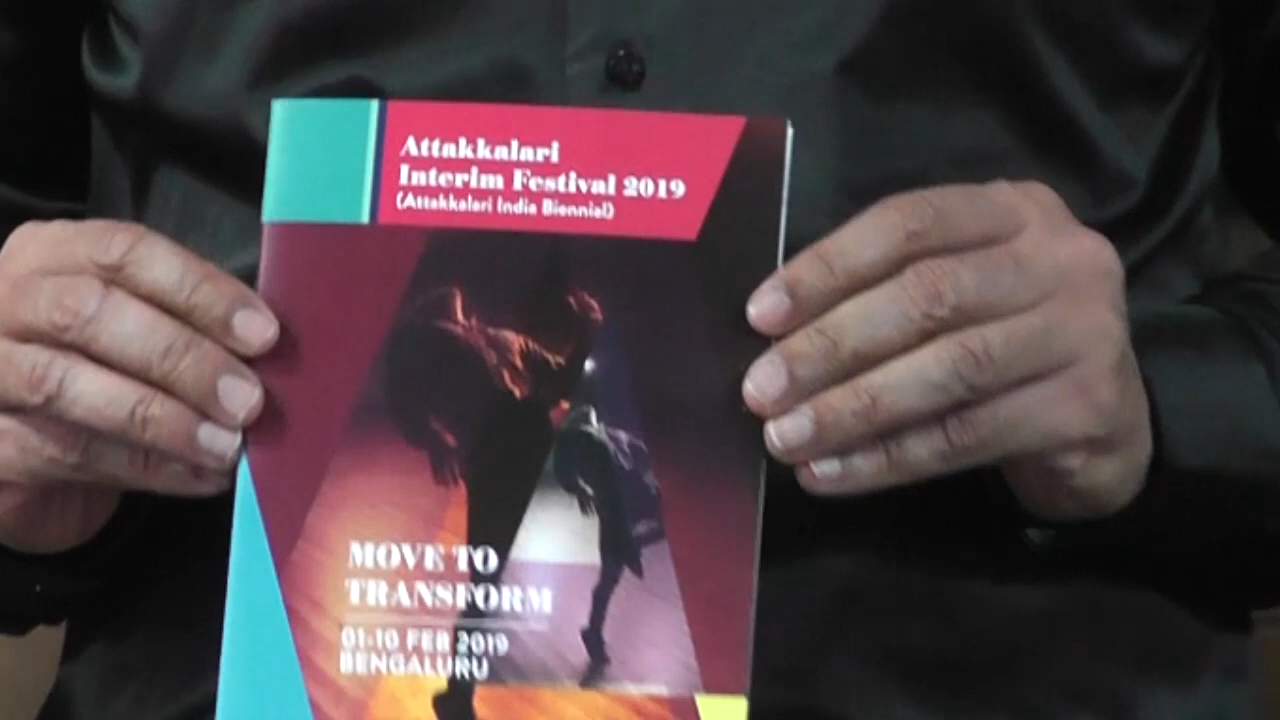 Attakkalari
Interim Festival 2019
(Attakkalari India Biennial)
MOVE TO
TRANSFORM
01-10 FEB 2019
BENGALURU